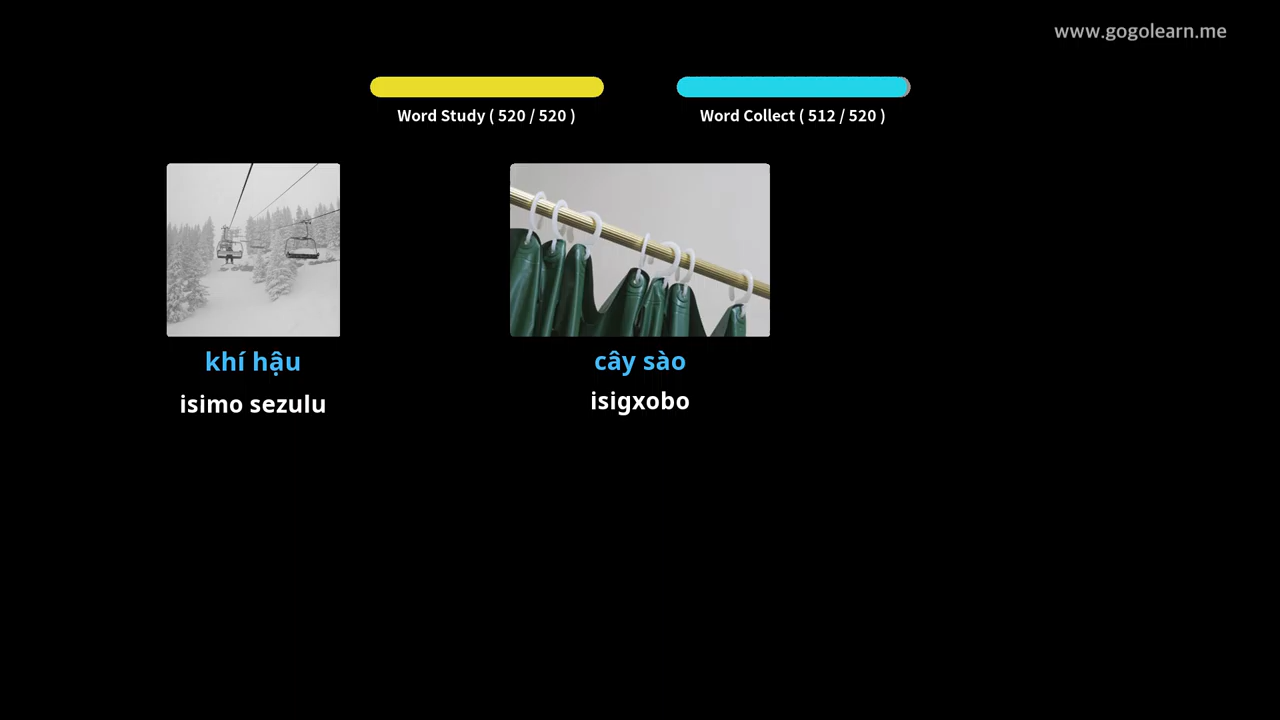 www.gogolearn.me
Word Study ( 520 / 520 )
Word Collect ( 512 / 520 )
khí hậu
isimo sezulu
cây sào
isigxobo